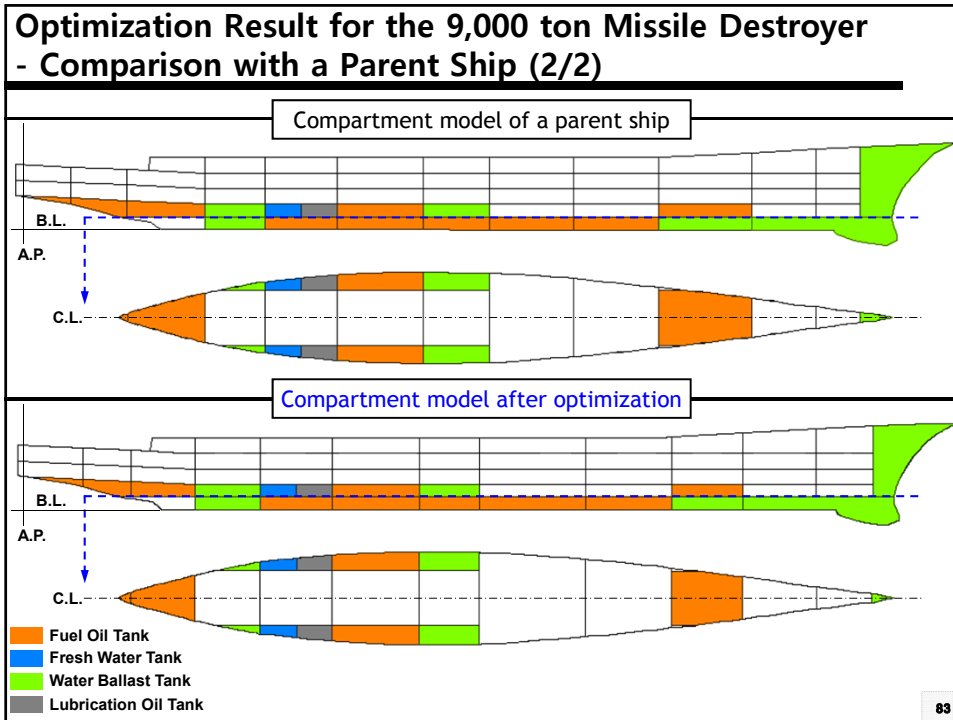 Optimization Result for the 9,000 ton Missile Destroyer
- Comparison with a Parent Ship (2/2)
Compartment model of a parent ship
B.L.
A.P.
C.L.
Compartment model after optimization
B.L.
A.P.
C.L.
Fuel Oil Tank
Fresh Water Tank
Water Ballast Tank
Lubrication Oil Tank
83